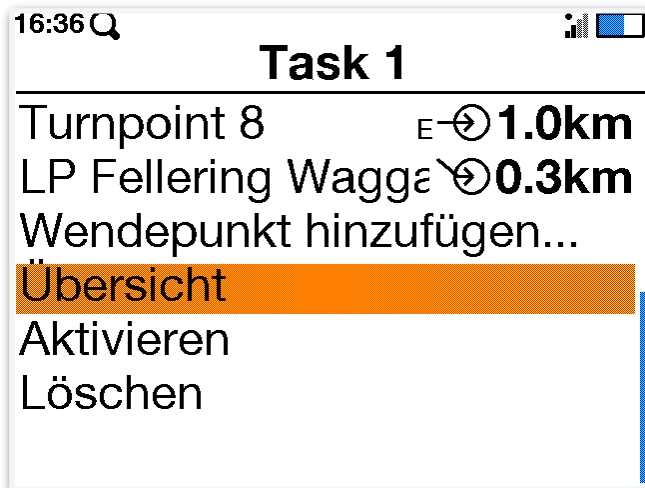 16:36
Task 1
Turnpoint 8 E 1.0km
LP Fellering Wagga 0.3km
Wendepunkt hinzufügen...
Übersicht
Aktivieren
Löschen